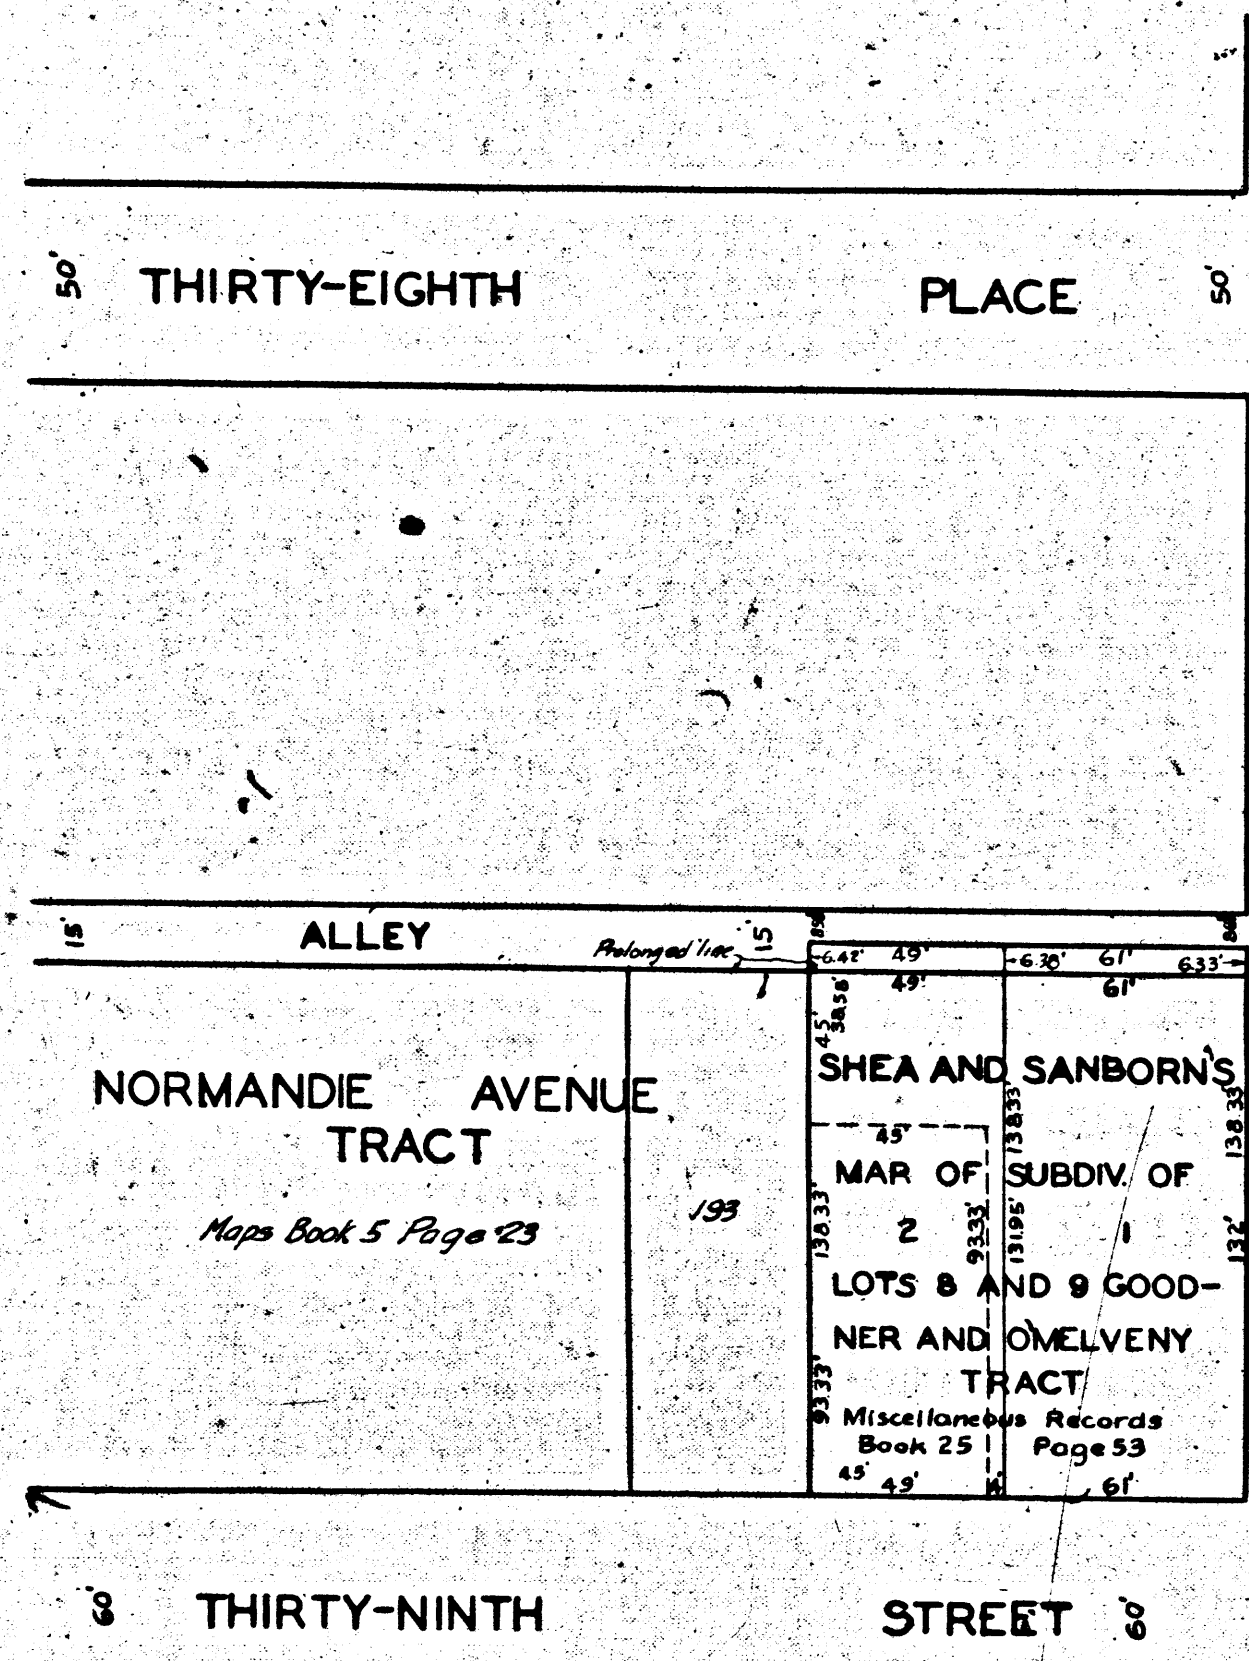 50' THIRTY-EIGHTH PLACE 50'
15' ALLEY Prolonged line 15'
6.42' 49' 6.38' 61' 6.33'
49' 61'
45' 38.58'
SHEA AND SANBORN'S
NORMANDIE AVENUE
TRACT
138.33' 138.33'
45'
MAR OF SUBDIV. OF
Maps Book 5 Page 23
193
138.33' 2 93.33' 131.95' 1 132'
LOTS 8 AND 9 GOOD-
NER AND O'MELVENY
TRACT
93.33'
Miscellaneous Records
Book 25 Page 53
45'
49' 4' 61'
60' THIRTY-NINTH STREET 60'